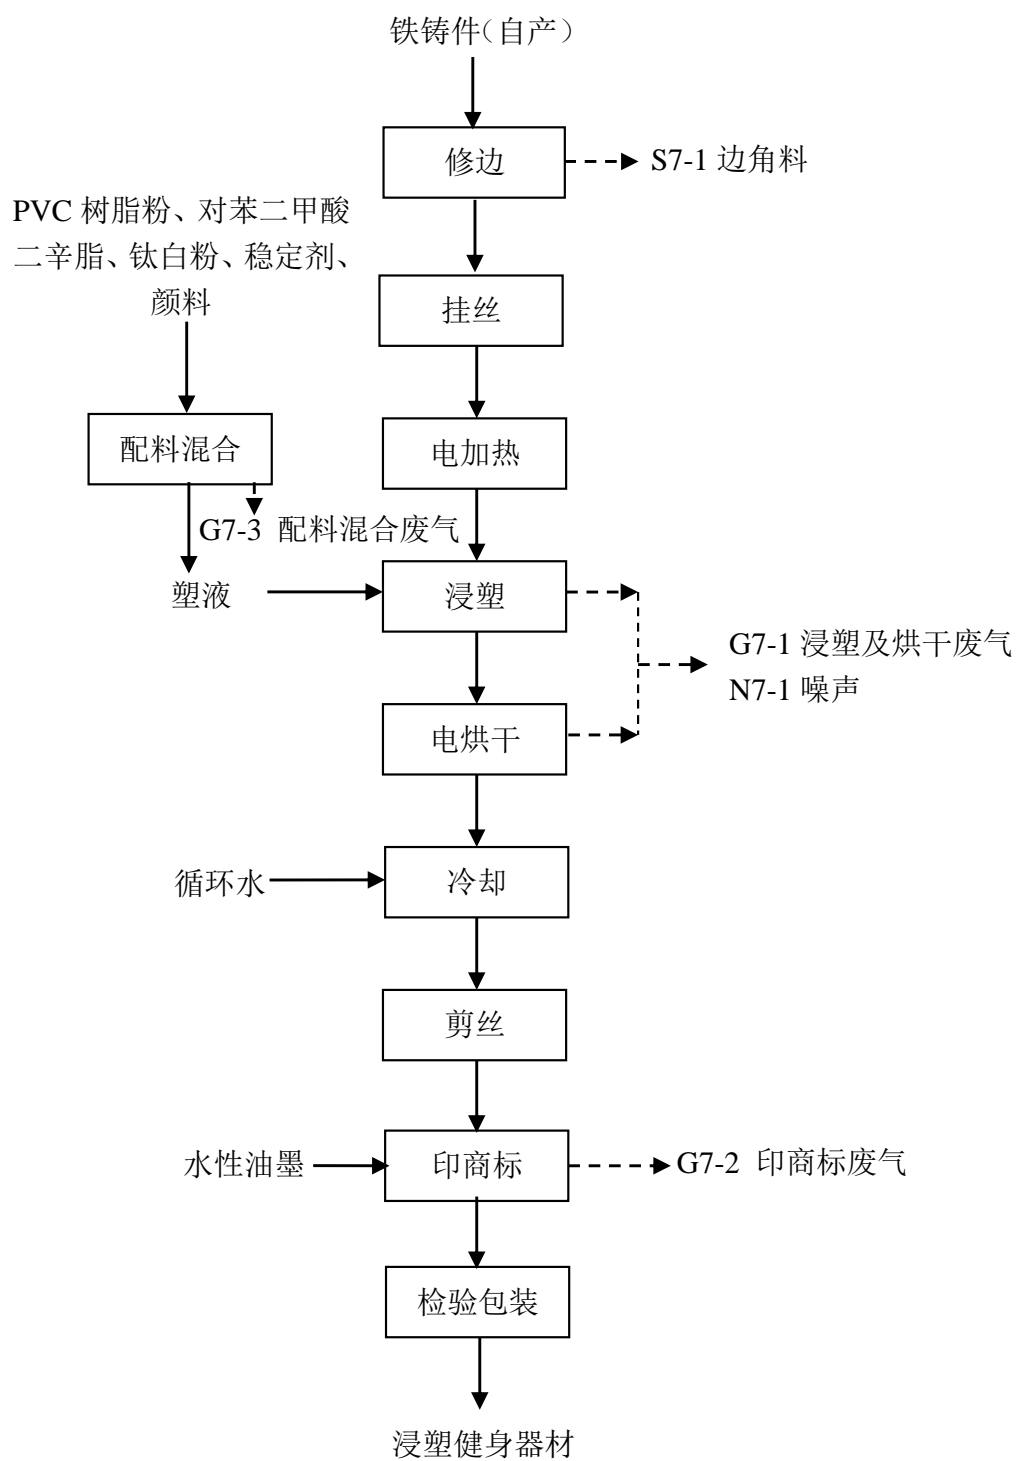 铁铸件（自产）
修边
S7-1 边角料
PVC 树脂粉、对苯二甲酸
二辛脂、钛白粉、稳定剂、
颜料
挂丝
配料混合
电加热
G7-3 配料混合废气
塑液
浸塑
G7-1 浸塑及烘干废气
N7-1 噪声
电烘干
循环水
冷却
剪丝
水性油墨
印商标
G7-2 印商标废气
检验包装
浸塑健身器材